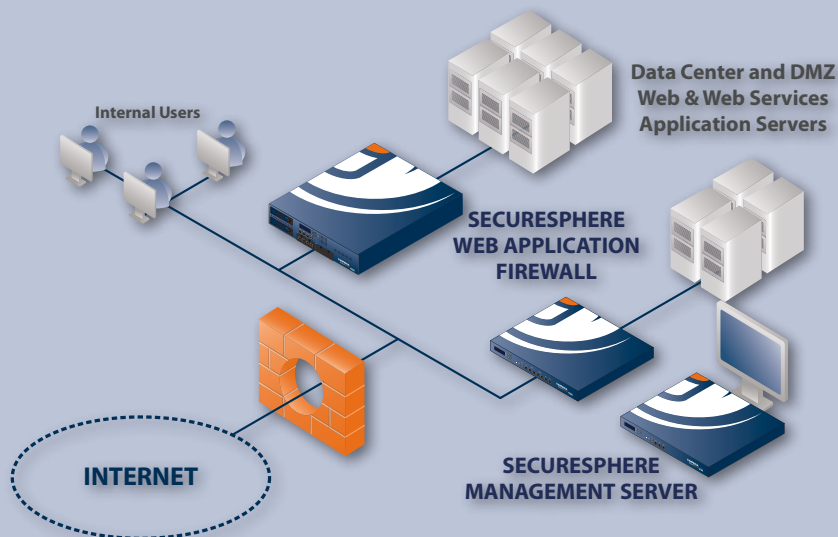 Data Center and DMZ
Web & Web Services
Application Servers
Internal Users
SECURESPHERE
WEB APPLICATION
FIREWALL
INTERNET
SECURESPHERE
MANAGEMENT SERVER